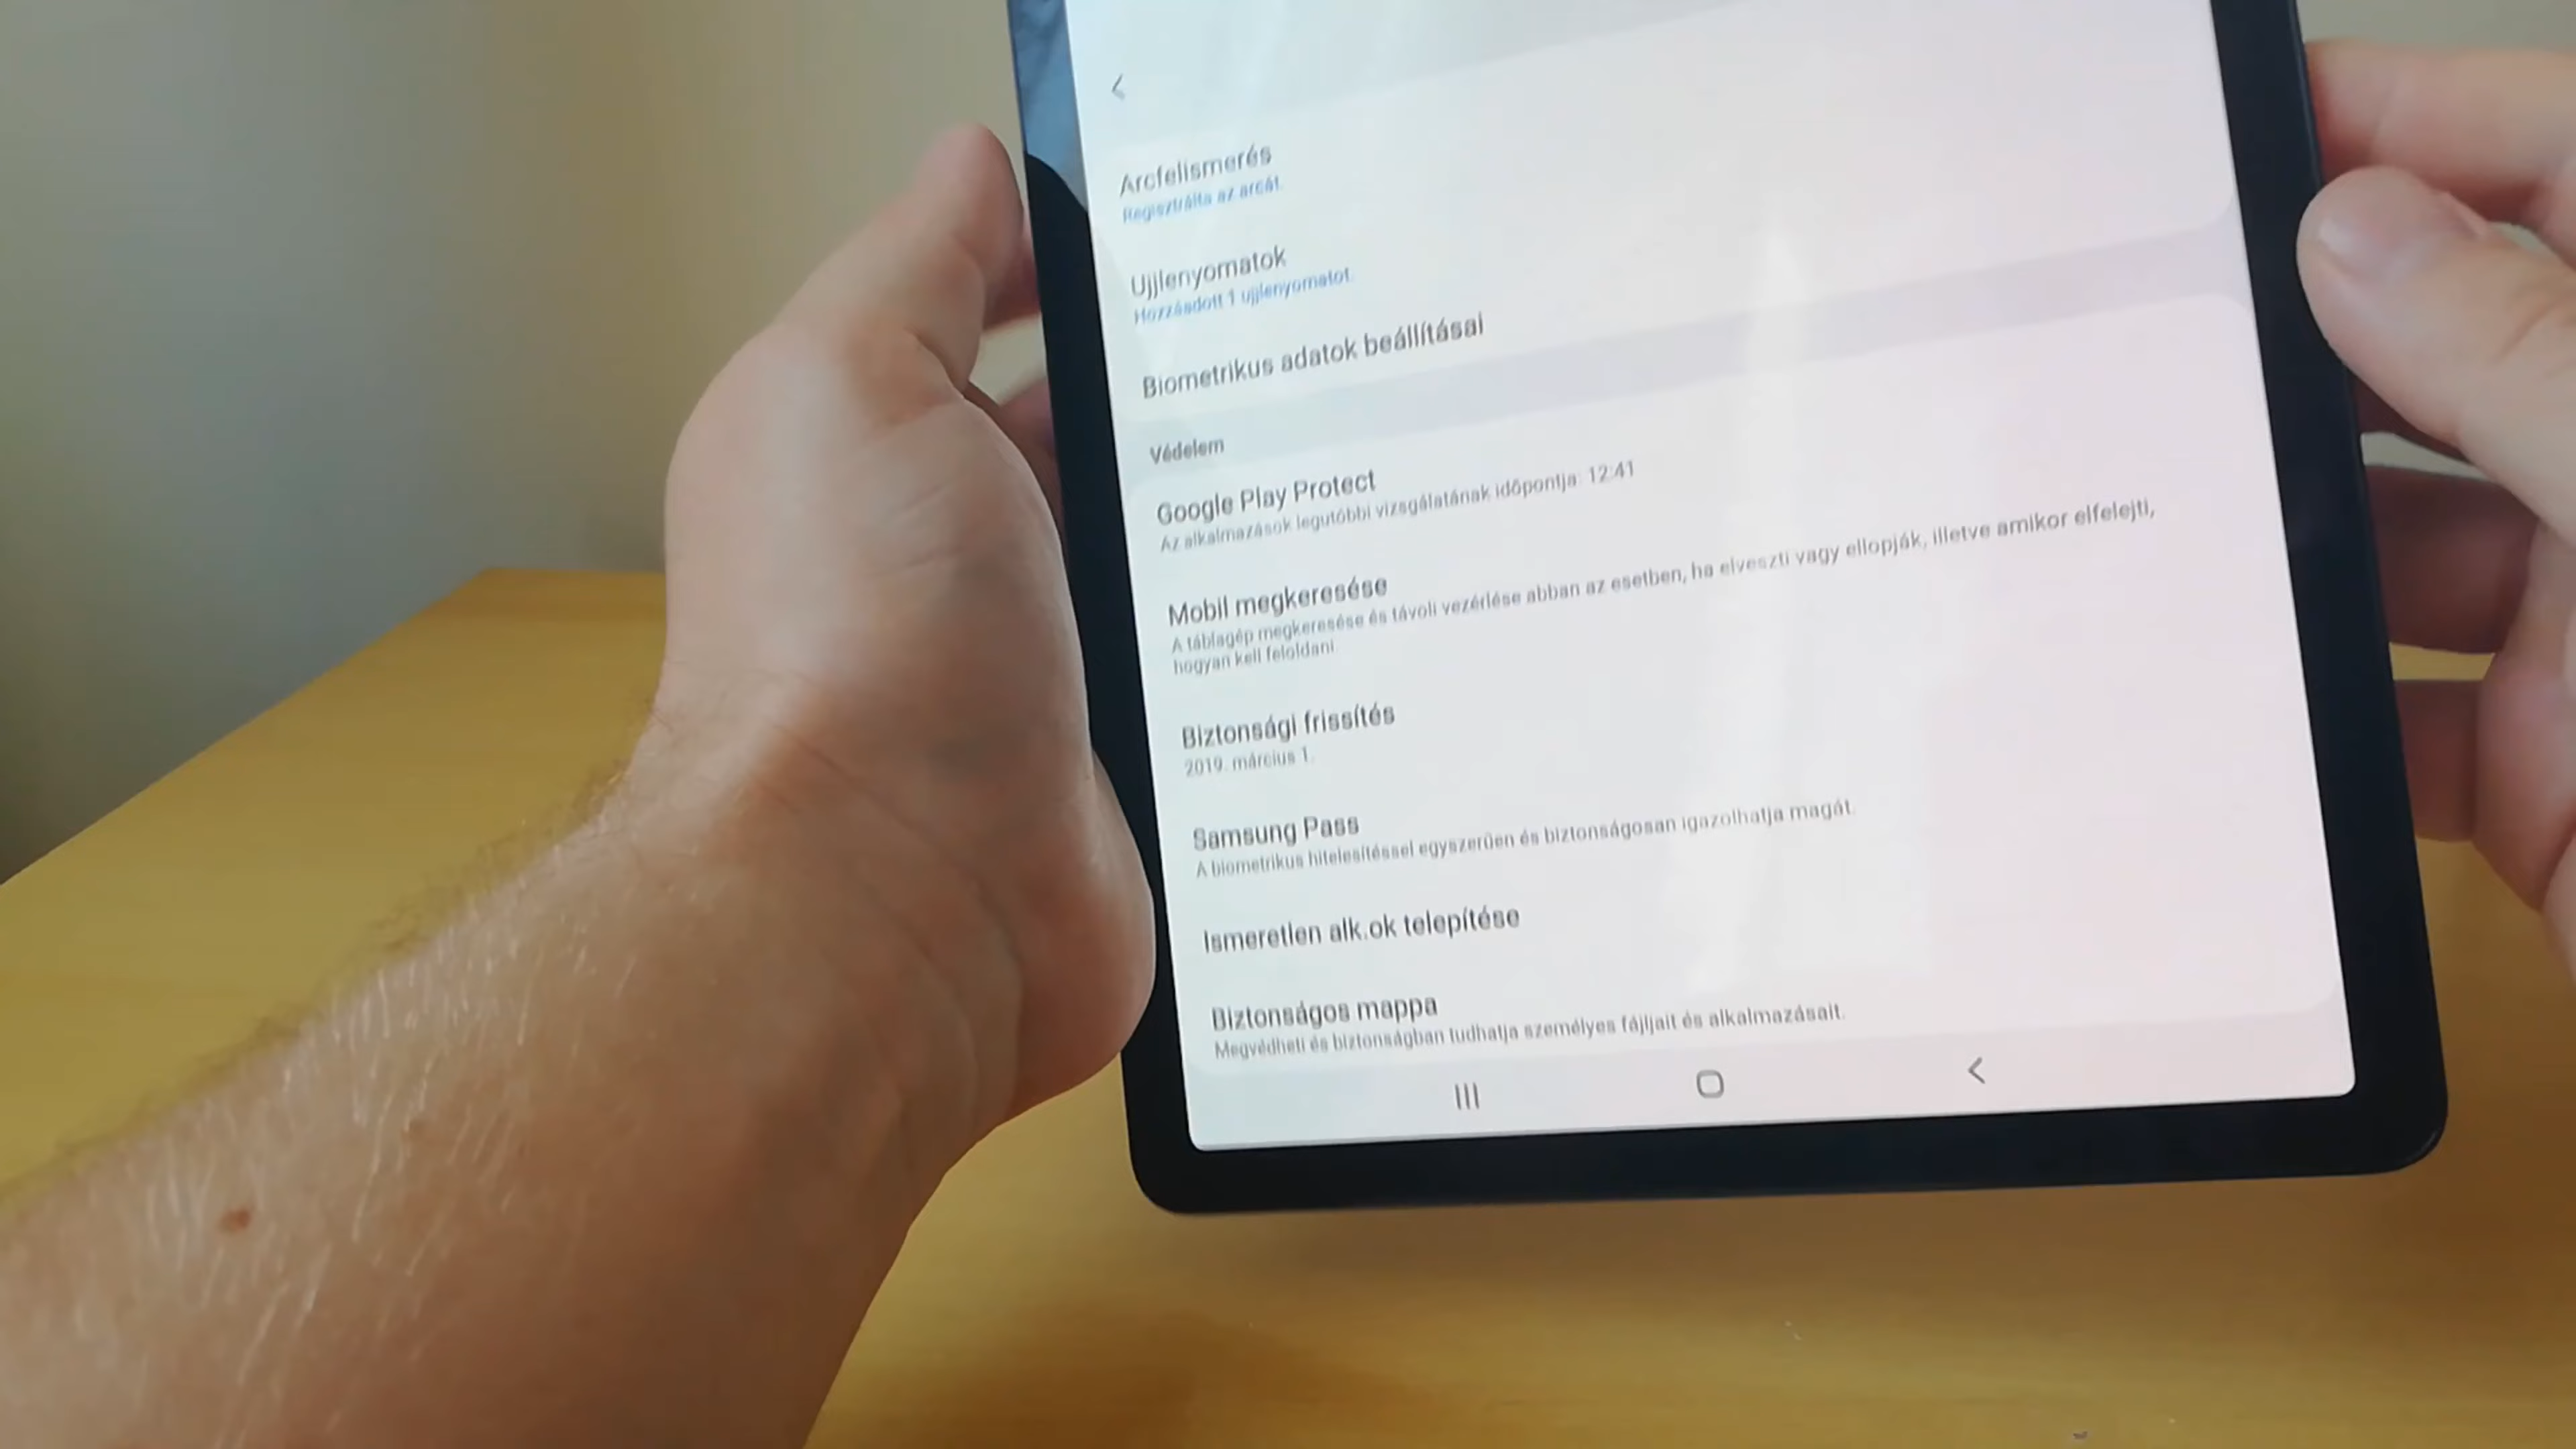 Arcfelismerés
Regisztrálta az arcát.
Ujjlenyomatok
Hozzáadott 1 ujjlenyomatot.
Biometrikus adatok beállításai
Védelem
Google Play Protect
Az alkalmazások legutóbbi vizsgálatának időpontja: 12:41
Mobil megkeresése
A táblagép megkeresése és távoli vezérlése abban az esetben, ha elveszti vagy ellopják, illetve amikor elfelejti,
hogyan kell feloldani.
Biztonsági frissítés
2019. március 1.
Samsung Pass
A biometrikus hitelesítéssel egyszerűen és biztonságosan igazolhatja magát.
Ismeretlen alk.ok telepítése
Biztonságos mappa
Megvédheti és biztonságban tudhatja személyes fájljait és alkalmazásait.